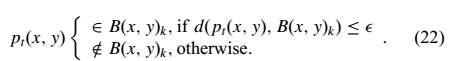 p_t(x, y) { ∈ B(x, y)_k, if d(p_t(x, y), B(x, y)_k) ≤ ϵ
∉ B(x, y)_k, otherwise. . (22)